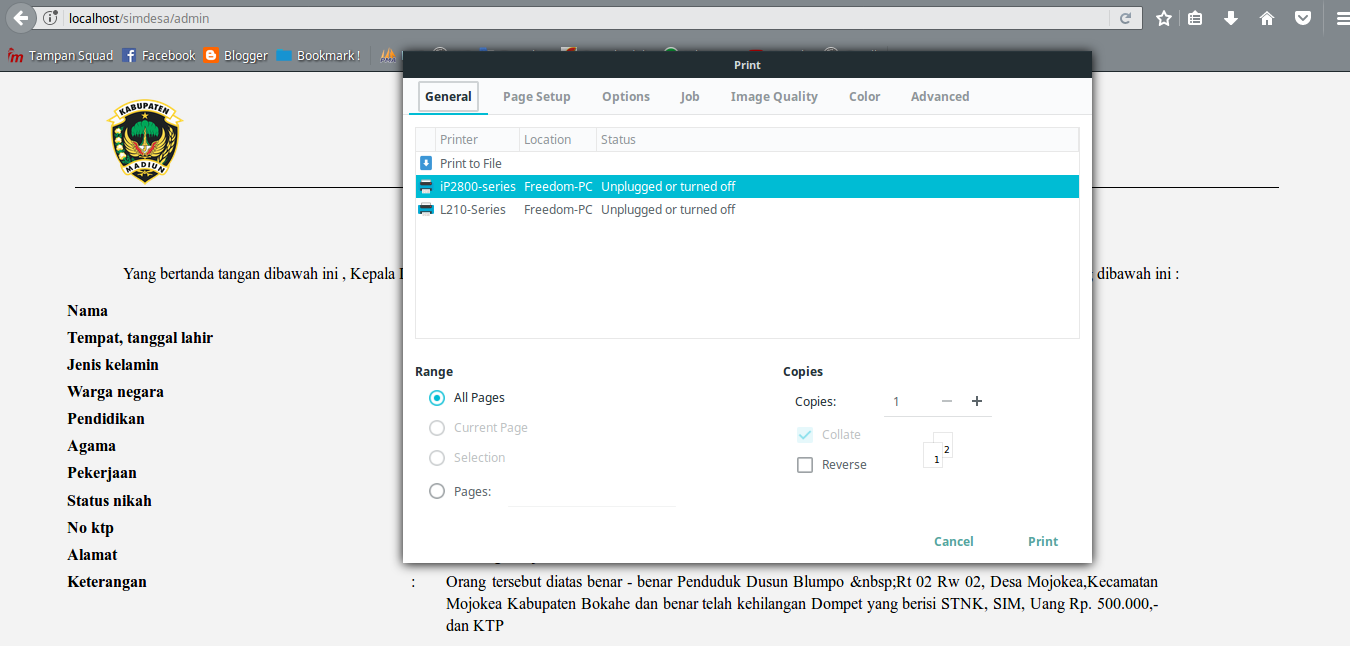 localhost/simdesa/admin
Tampan Squad Facebook Blogger Bookmark !
Print
General Page Setup Options Job Image Quality Color Advanced
Printer Location Status
Print to File
iP2800-series Freedom-PC Unplugged or turned off
L210-Series Freedom-PC Unplugged or turned off
Range
All Pages
Current Page
Selection
Pages:
Copies
Copies: 1
Collate
Reverse
1 2
Cancel Print
KABUPATEN
MADIUN
Yang bertanda tangan dibawah ini , Kepala dibawah ini :
Nama
Tempat, tanggal lahir
Jenis kelamin
Warga negara
Pendidikan
Agama
Pekerjaan
Status nikah
No ktp
Alamat
Keterangan : Orang tersebut diatas benar - benar Penduduk Dusun Blumpo &nbsp;Rt 02 Rw 02, Desa Mojokea,Kecamatan
Mojokea Kabupaten Bokahe dan benar telah kehilangan Dompet yang berisi STNK, SIM, Uang Rp. 500.000,-
dan KTP